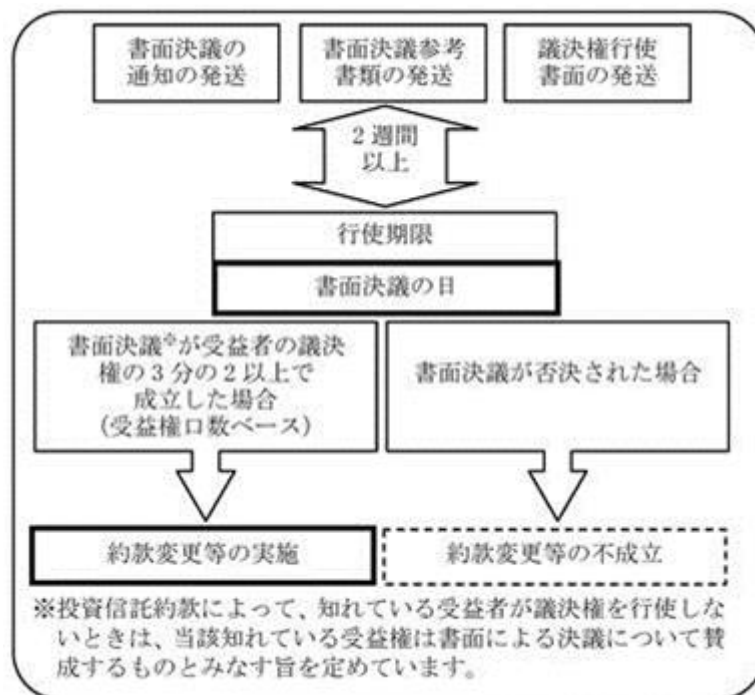 書面決議の
通知の発送
書面決議参考
書類の発送
議決権行使
書面の発送
2週間
以上
行使期限
書面決議の日
書面決議※が受益者の議決
権の3分の2以上で
成立した場合
(受益権口数ベース)
書面決議が否決された場合
約款変更等の実施
約款変更等の不成立
※投資信託約款によって、知れている受益者が議決権を行使しな
いときは、当該知れている受益権は書面による決議について賛
成するものとみなす旨を定めています。